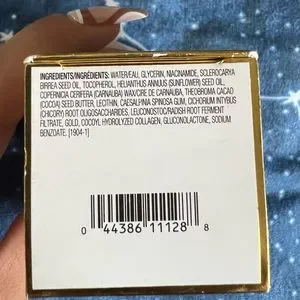 INGREDIENTS/INGRÉDIENTS: WATER/EAU, GLYCERIN, NIACINAMIDE, SCLEROCARYA
BIRREA SEED OIL, TOCOPHEROL, HELIANTHUS ANNUUS (SUNFLOWER) SEED OIL,
COPERNICIA CERIFERA (CARNAUBA) WAX/CIRE DE CARNAUBA, THEOBROMA CACAO
(COCOA) SEED BUTTER, LECITHIN, CAESALPINIA SPINOSA GUM, CICHORIUM INTYBUS
(CHICORY) ROOT OLIGOSACCHARIDES, LEUCONOSTOC/RADISH ROOT FERMENT
FILTRATE, GOLD, COCOYL HYDROLYZED COLLAGEN, GLUCONOLACTONE, SODIUM
BENZOATE. [1904-1]
0 44386 11128 8